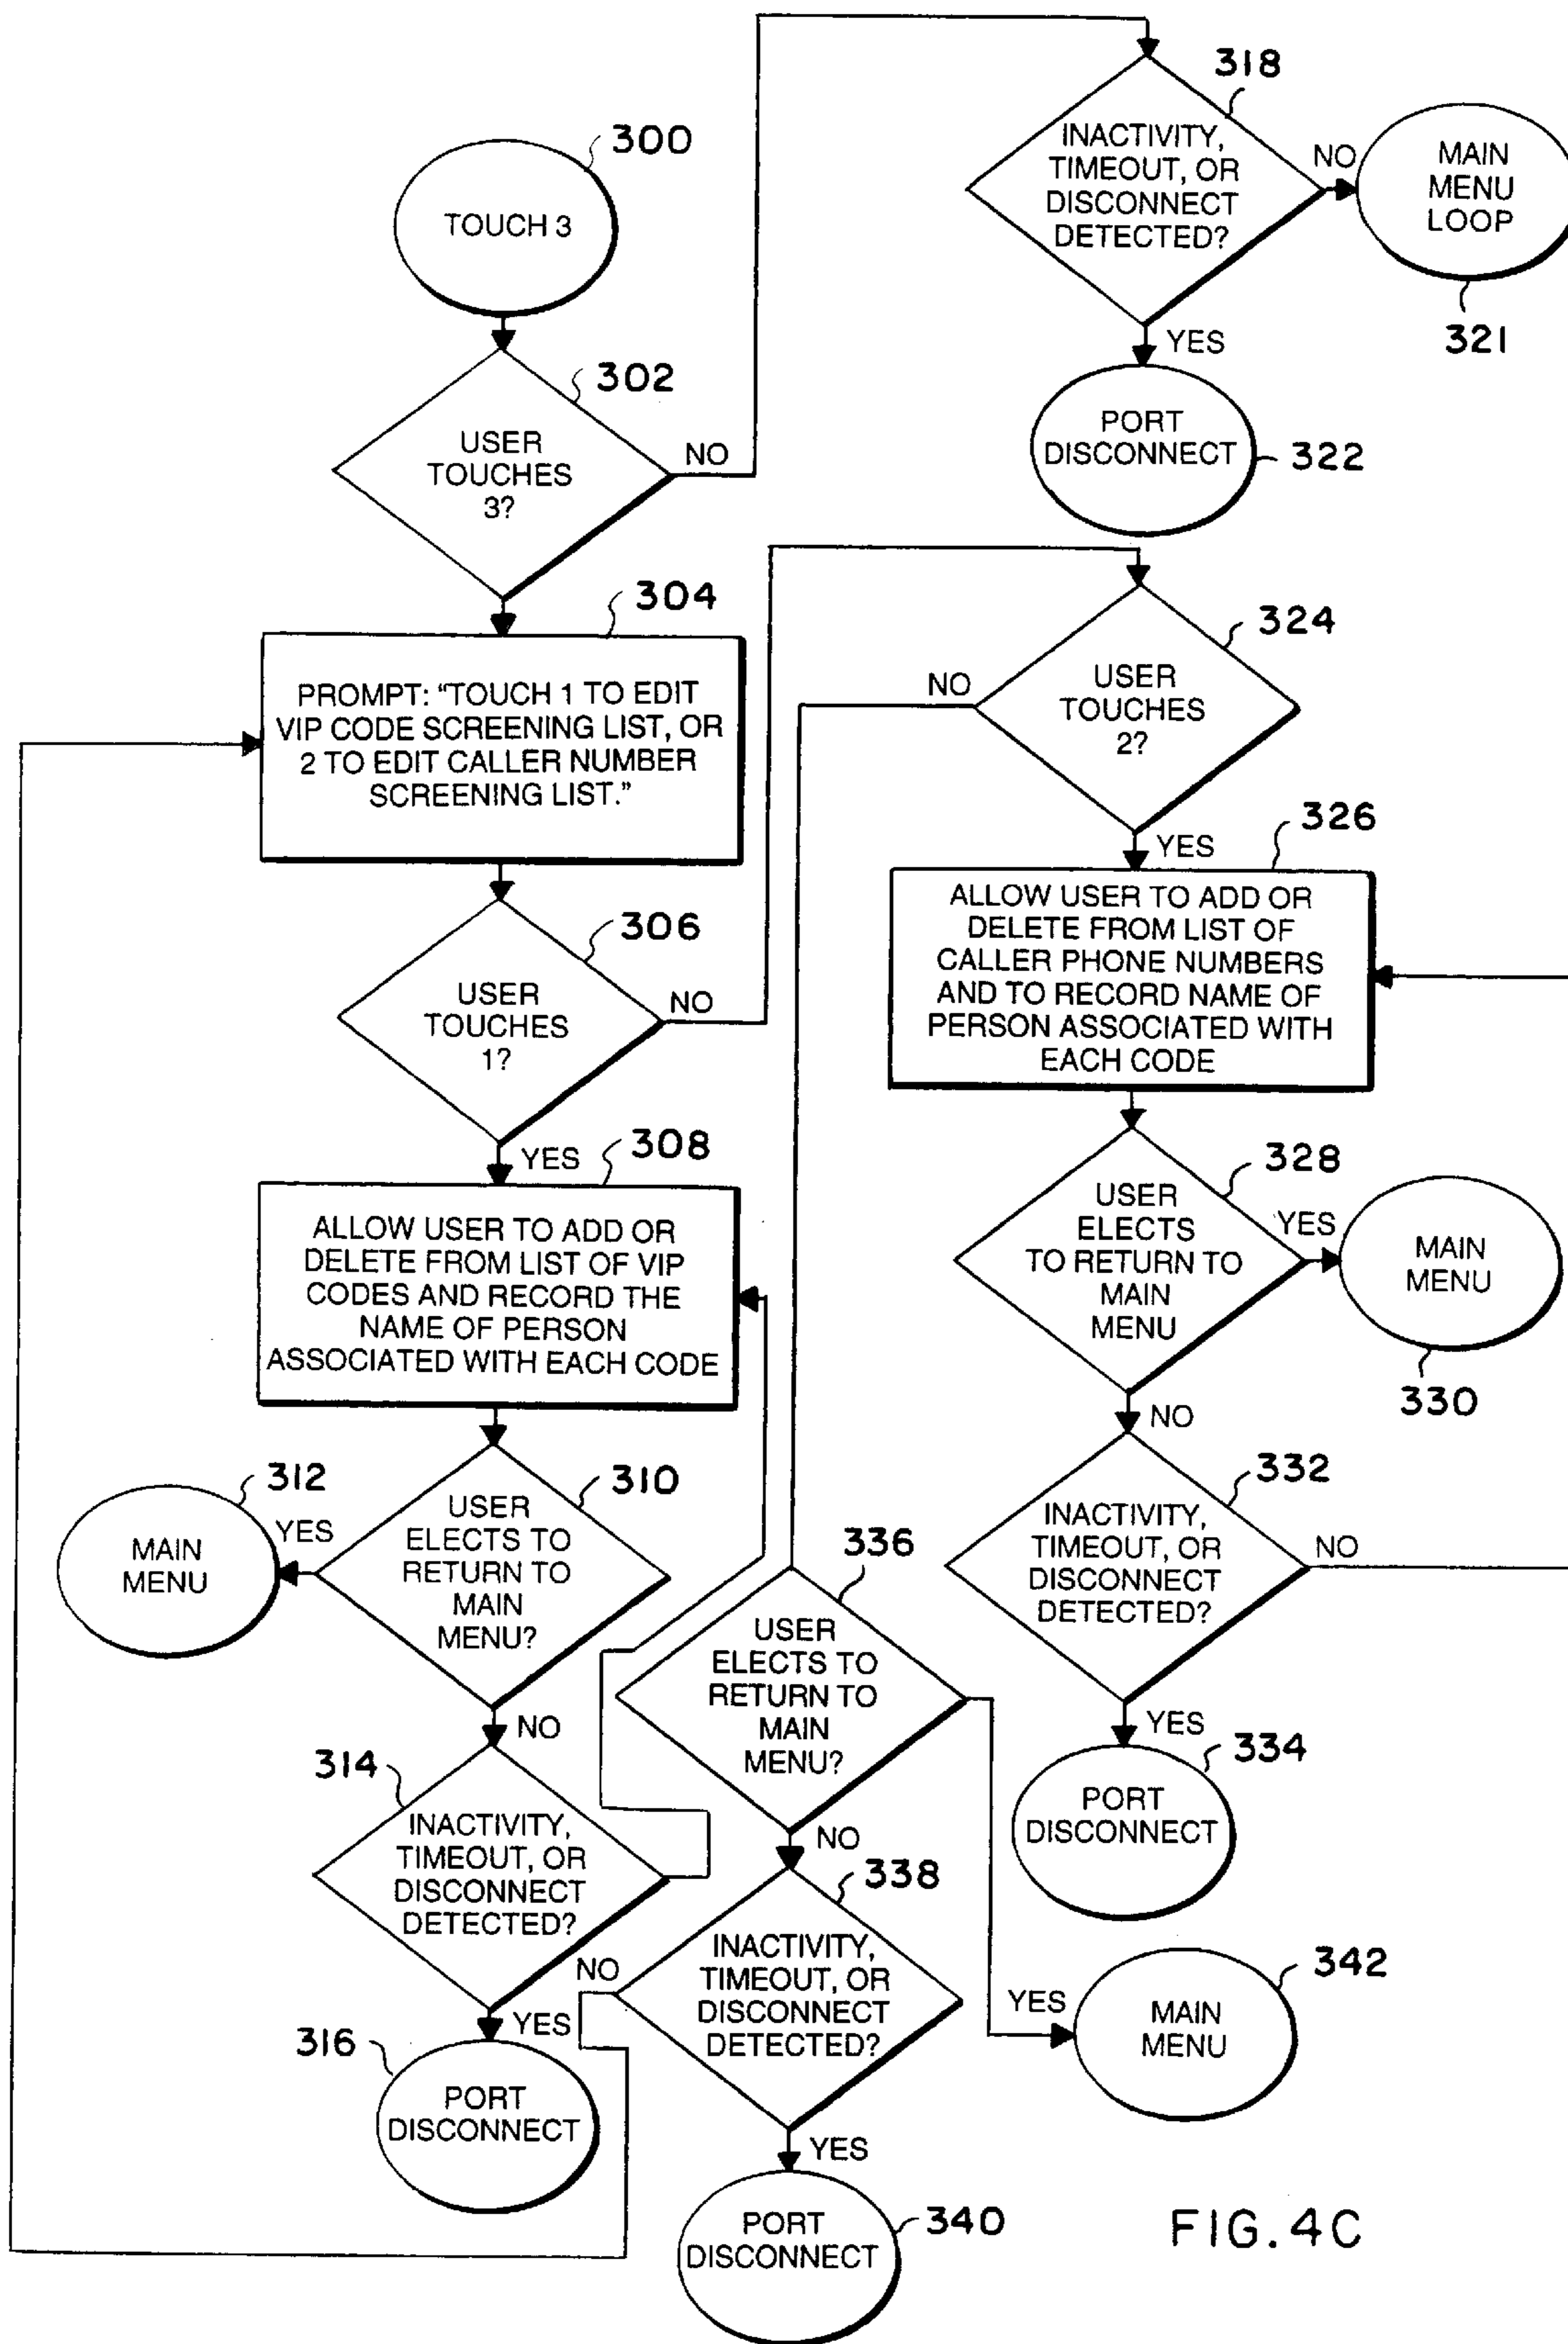 300
TOUCH 3
302
USER
TOUCHES
3?
NO
318
INACTIVITY,
TIMEOUT, OR
DISCONNECT
DETECTED?
NO
MAIN
MENU
LOOP
321
YES
PORT
DISCONNECT
322
304
PROMPT: “TOUCH 1 TO EDIT
VIP CODE SCREENING LIST, OR
2 TO EDIT CALLER NUMBER
SCREENING LIST.”
306
USER
TOUCHES
1?
NO
YES
324
USER
TOUCHES
2?
NO
YES
326
ALLOW USER TO ADD OR
DELETE FROM LIST OF
CALLER PHONE NUMBERS
AND TO RECORD NAME OF
PERSON ASSOCIATED WITH
EACH CODE
308
ALLOW USER TO ADD OR
DELETE FROM LIST OF VIP
CODES AND RECORD THE
NAME OF PERSON
ASSOCIATED WITH EACH CODE
328
USER
ELECTS
TO RETURN TO
MAIN
MENU
YES
MAIN
MENU
330
NO
310
USER
ELECTS TO
RETURN TO
MAIN
MENU?
YES
312
MAIN
MENU
NO
332
INACTIVITY,
TIMEOUT, OR
DISCONNECT
DETECTED?
NO
YES
334
PORT
DISCONNECT
336
USER
ELECTS TO
RETURN TO
MAIN
MENU?
NO
314
INACTIVITY,
TIMEOUT, OR
DISCONNECT
DETECTED?
YES
316
PORT
DISCONNECT
338
INACTIVITY,
TIMEOUT, OR
DISCONNECT
DETECTED?
NO
YES
340
PORT
DISCONNECT
YES
342
MAIN
MENU
FIG. 4C